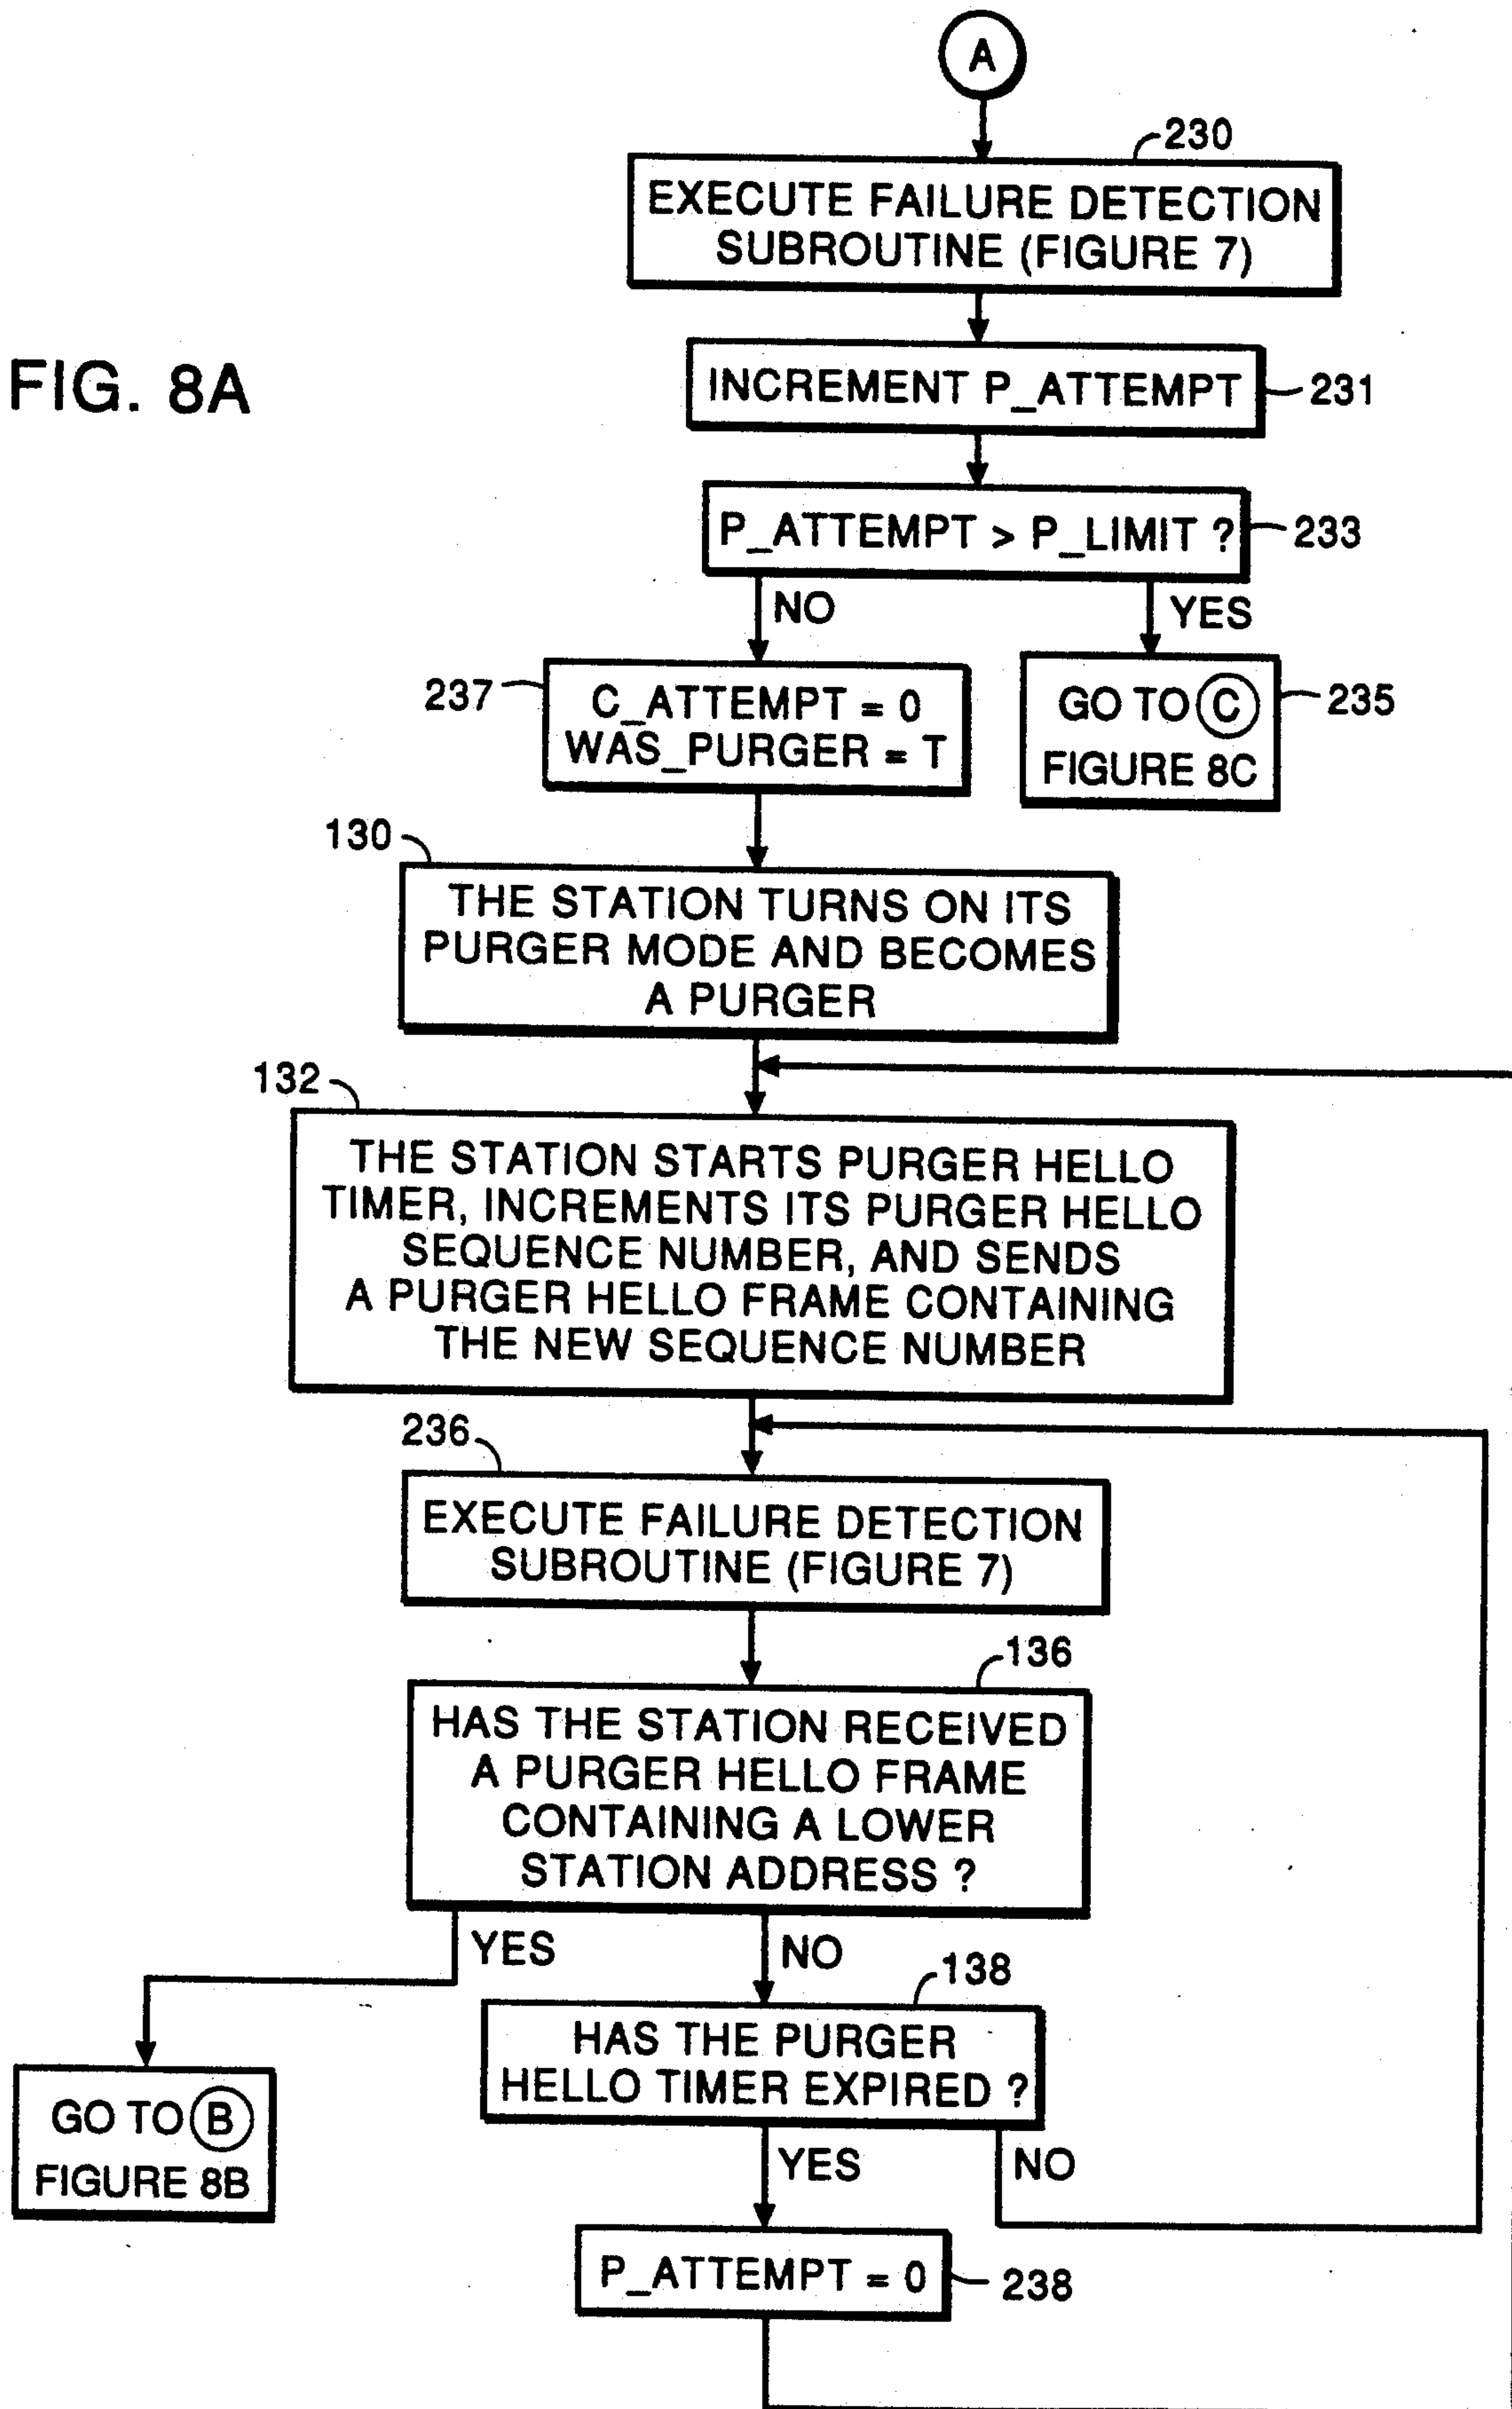 A
230
EXECUTE FAILURE DETECTION
SUBROUTINE (FIGURE 7)
FIG. 8A
INCREMENT P_ATTEMPT
231
P_ATTEMPT > P_LIMIT ?
233
NO
YES
237
C_ATTEMPT = 0
WAS_PURGER = T
GO TO C
FIGURE 8C
235
130
THE STATION TURNS ON ITS
PURGER MODE AND BECOMES
A PURGER
132
THE STATION STARTS PURGER HELLO
TIMER, INCREMENTS ITS PURGER HELLO
SEQUENCE NUMBER, AND SENDS
A PURGER HELLO FRAME CONTAINING
THE NEW SEQUENCE NUMBER
236
EXECUTE FAILURE DETECTION
SUBROUTINE (FIGURE 7)
136
HAS THE STATION RECEIVED
A PURGER HELLO FRAME
CONTAINING A LOWER
STATION ADDRESS ?
YES
NO
138
HAS THE PURGER
HELLO TIMER EXPIRED ?
GO TO B
FIGURE 8B
YES
NO
P_ATTEMPT = 0
238